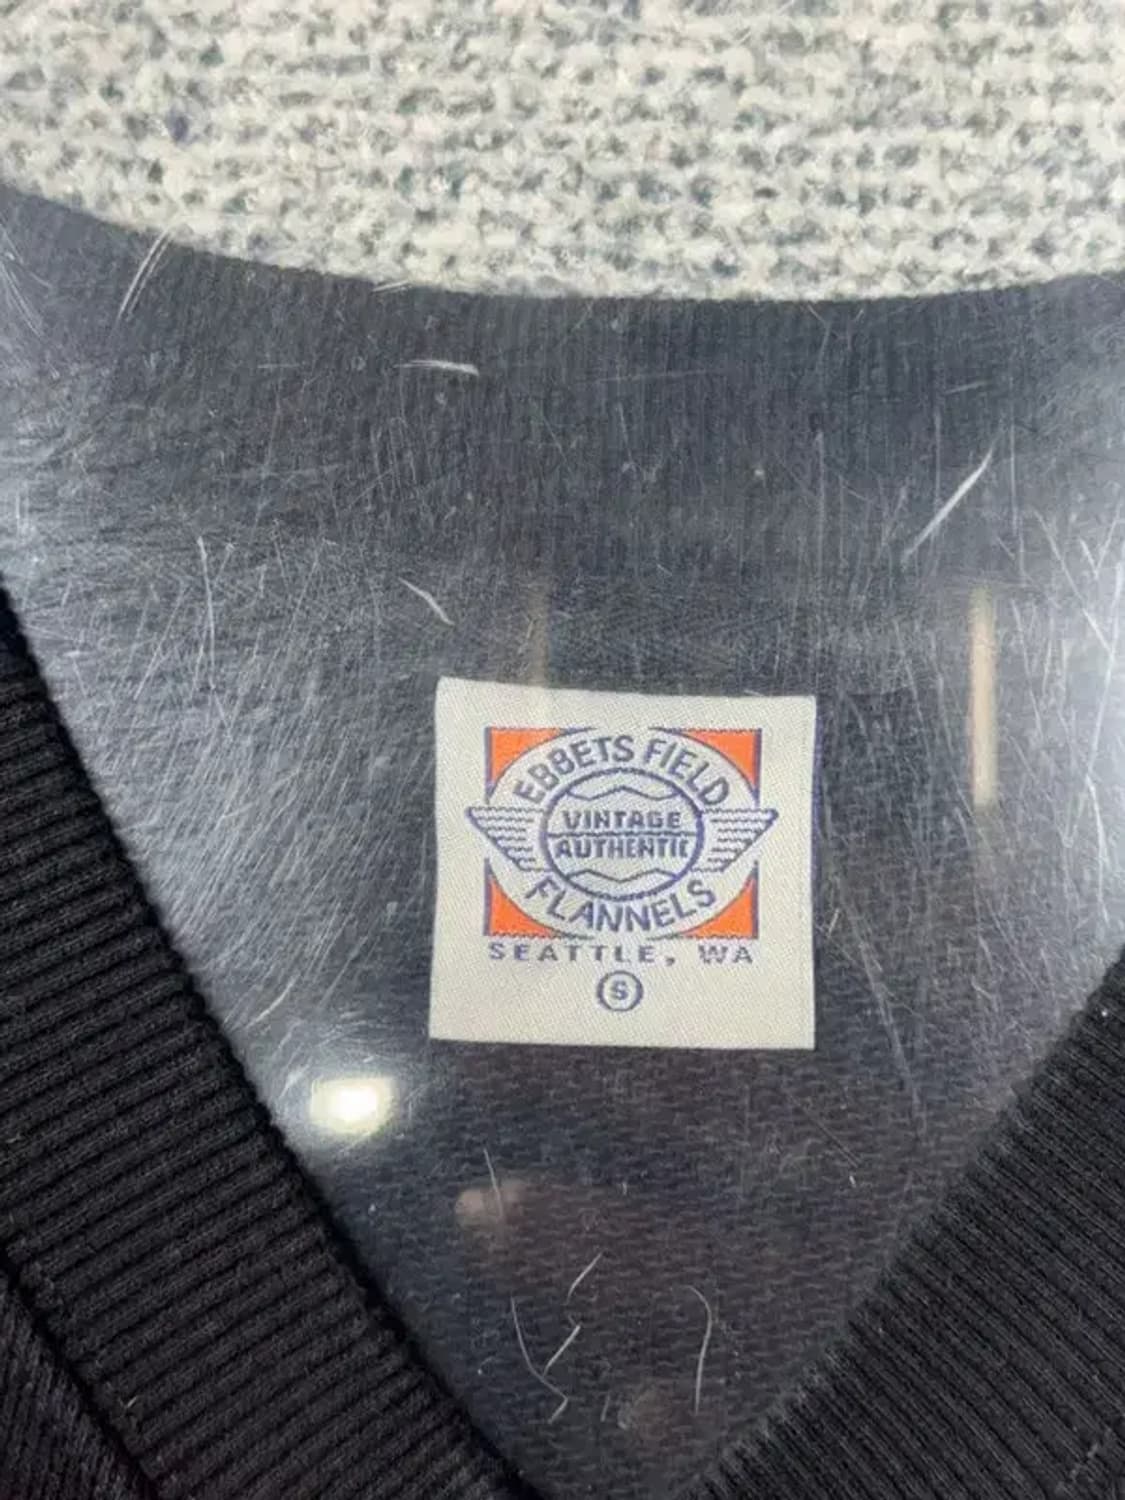 EBBETS FIELD
VINTAGE
AUTHENTIC
FLANNELS
SEATTLE, WA
S